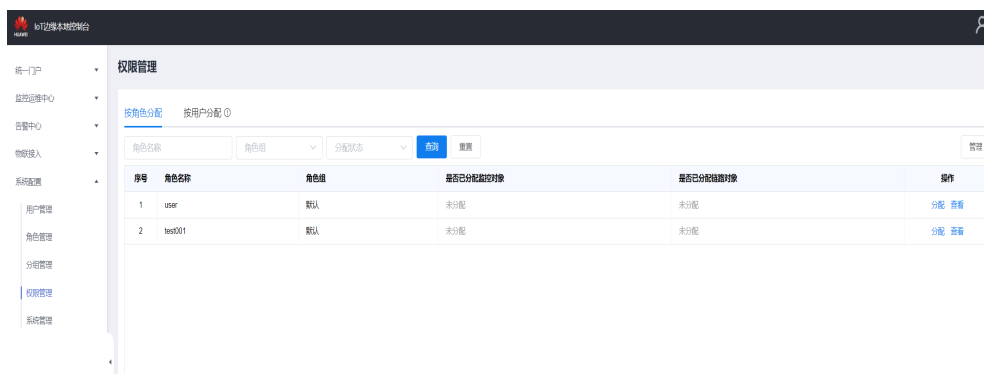 HUAWEI IoT边缘本地控制台
统一门户
监控运维中心
告警中心
物联接入
系统配置
用户管理
角色管理
分组管理
权限管理
系统管理
权限管理
按角色分配 按用户分配
角色名称 角色组 分配状态 查询 重置 管理
序号 角色名称 角色组 是否已分配监控对象 是否已分配链路对象 操作
1 user 默认 未分配 未分配 分配 查看
2 test001 默认 未分配 未分配 分配 查看